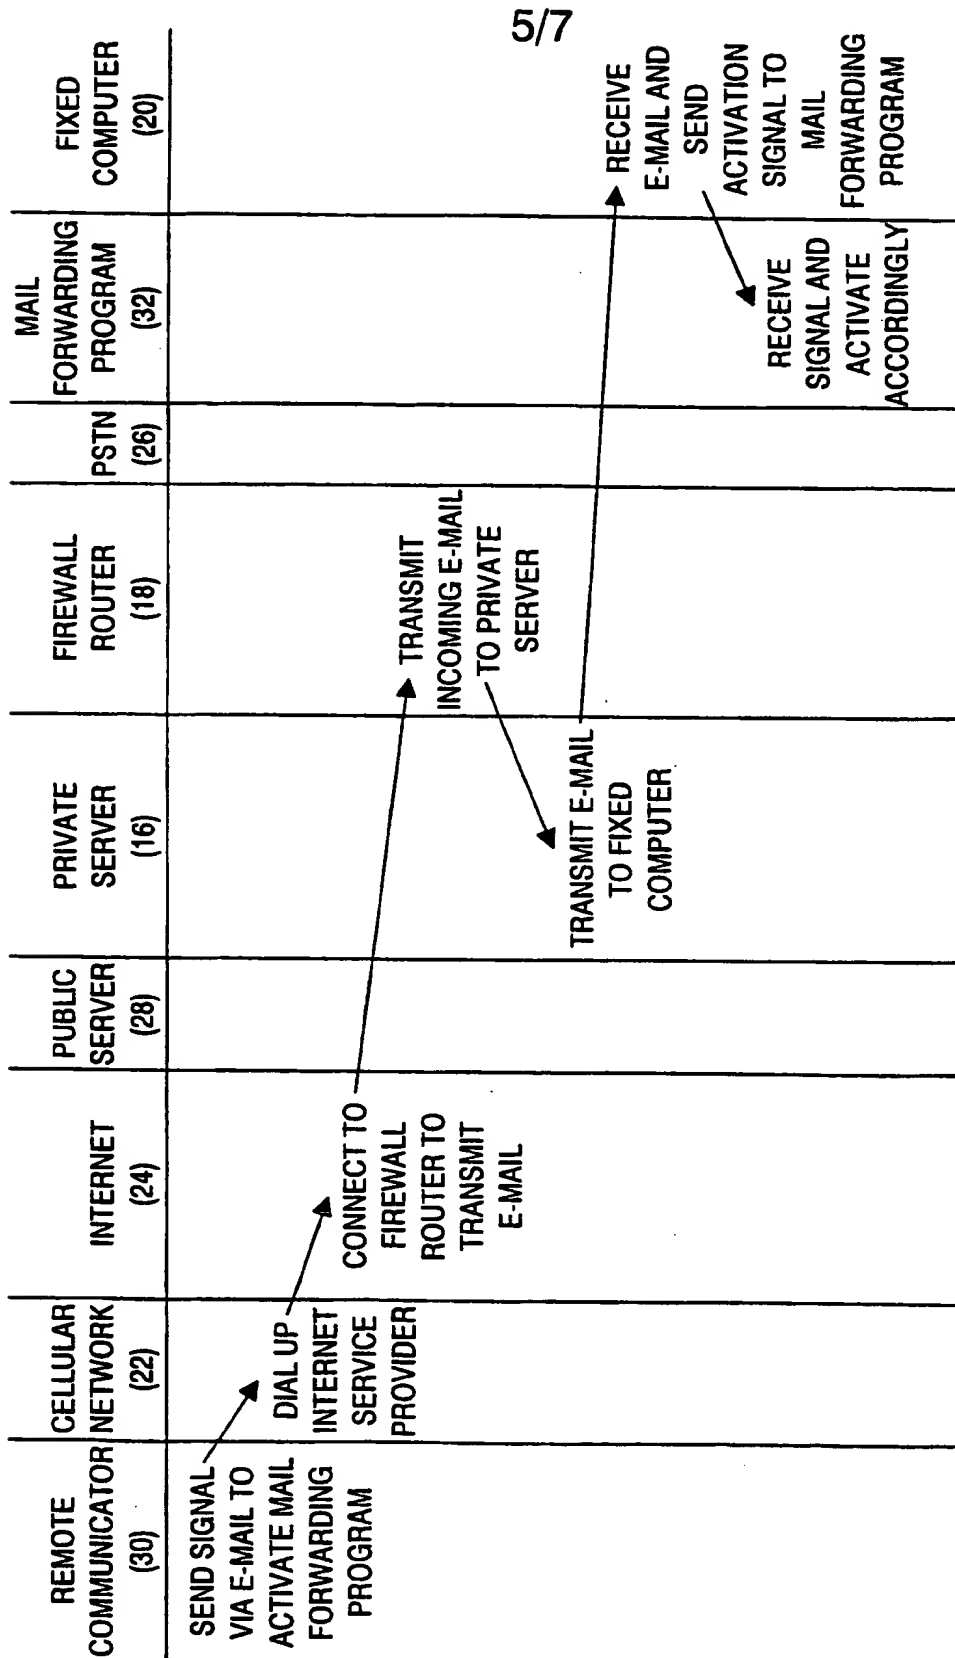 5/7
REMOTE
COMMUNICATOR
(30)
CELLULAR
NETWORK
(22)
INTERNET
(24)
PUBLIC
SERVER
(28)
PRIVATE
SERVER
(16)
FIREWALL
ROUTER
(18)
PSTN
(26)
MAIL
FORWARDING
PROGRAM
(32)
FIXED
COMPUTER
(20)
SEND SIGNAL
VIA E-MAIL TO
ACTIVATE MAIL
FORWARDING
PROGRAM
DIAL UP
INTERNET
SERVICE
PROVIDER
CONNECT TO
FIREWALL
ROUTER TO
TRANSMIT
E-MAIL
TRANSMIT
INCOMING E-MAIL
TO PRIVATE
SERVER
TRANSMIT E-MAIL
TO FIXED
COMPUTER
RECEIVE
E-MAIL AND
SEND
ACTIVATION
SIGNAL TO
MAIL
FORWARDING
PROGRAM
RECEIVE
SIGNAL AND
ACTIVATE
ACCORDINGLY